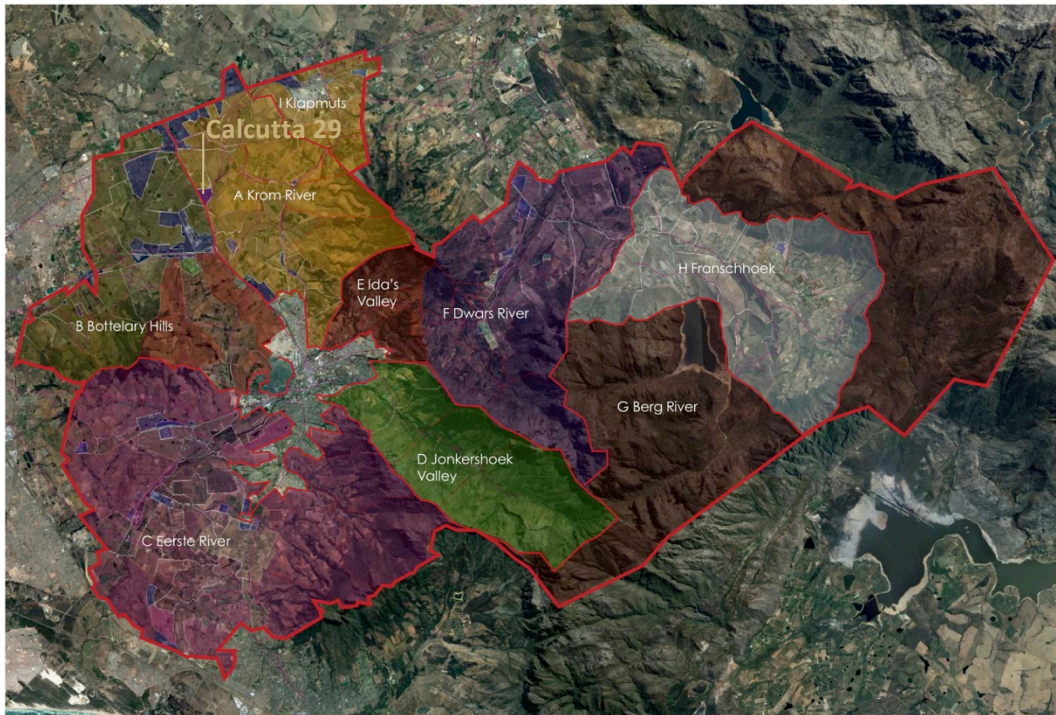 I Klapmuts
Calcutta 29
A Krom River
E Ida's
Valley
H Franschhoek
F Dwars River
B Bottelary Hills
G Berg River
D Jonkershoek
Valley
C Eerste River